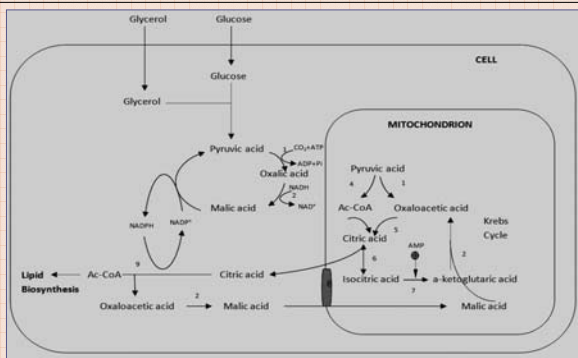 Glycerol Glucose
CELL
Glucose
Glycerol
MITOCHONDRION
Pyruvic acid 1 CO₂+ATP
ADP+Pi
Oxalic acid
Pyruvic acid
NADH
4 1
2
NAD⁺
Malic acid
Ac-CoA Oxaloacetic acid
NADPH NADP⁺
5
Krebs
Cycle
Citric acid
AMP
6 2
9
Lipid Ac-CoA Citric acid
Biosynthesis
Isocitric acid a-ketoglutaric acid
7
Oxaloacetic acid 2 Malic acid
Malic acid